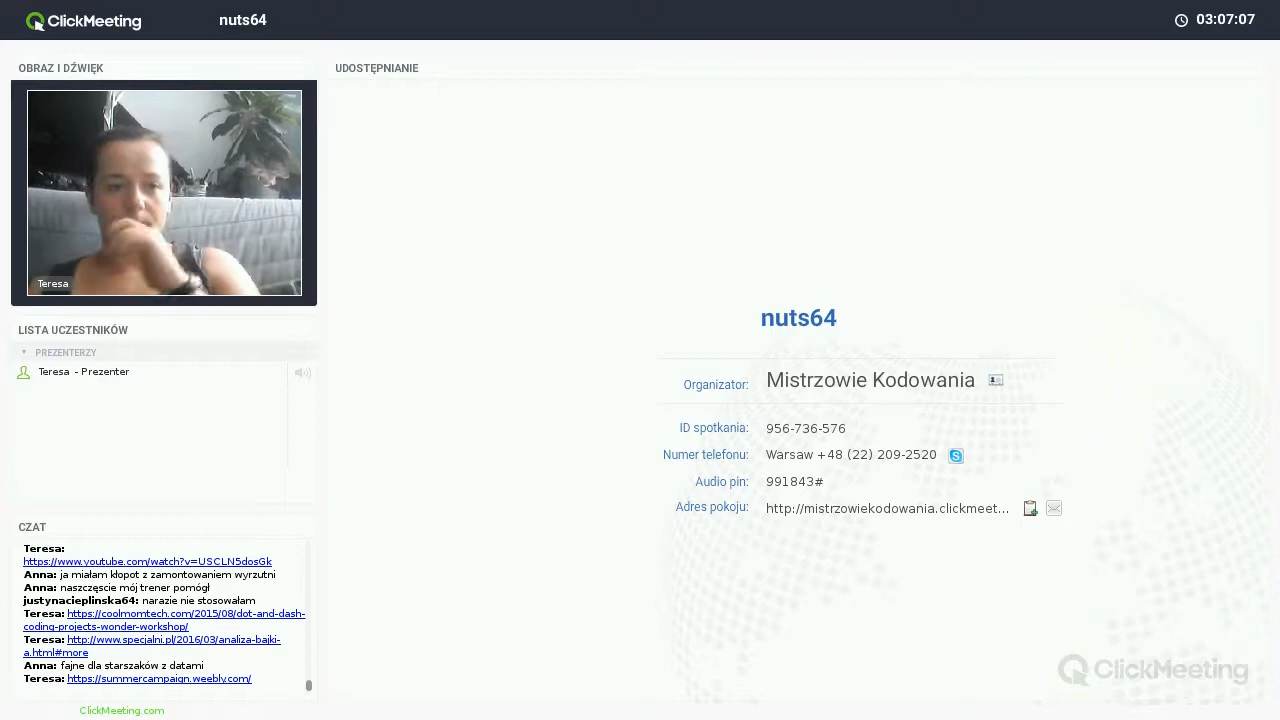 ClickMeeting
nuts64
03:07:07
OBRAZ I DŹWIĘK
Teresa
LISTA UCZESTNIKÓW
PREZENTERZY
Teresa - Prezenter
CZAT
Teresa:
https://www.youtube.com/watch?v=USCLN5dosGk
Anna: ja miałam kłopot z zamontowaniem wyrzutni
Anna: naszczęscie mój trener pomógł
justynacieplinska64: narazie nie stosowałam
Teresa: https://coolmomtech.com/2015/08/dot-and-dash-
coding-projects-wonder-workshop/
Teresa: http://www.specjalni.pl/2016/03/analiza-bajki-
a.html#more
Anna: fajne dla starszaków z datami
Teresa: https://summercampaign.weebly.com/
ClickMeeting.com
UDOSTĘPNIANIE
nuts64
Organizator: Mistrzowie Kodowania
ID spotkania: 956-736-576
Numer telefonu: Warsaw +48 (22) 209-2520
Audio pin: 991843#
Adres pokoju: http://mistrzowiekodowania.clickmeet...
ClickMeeting